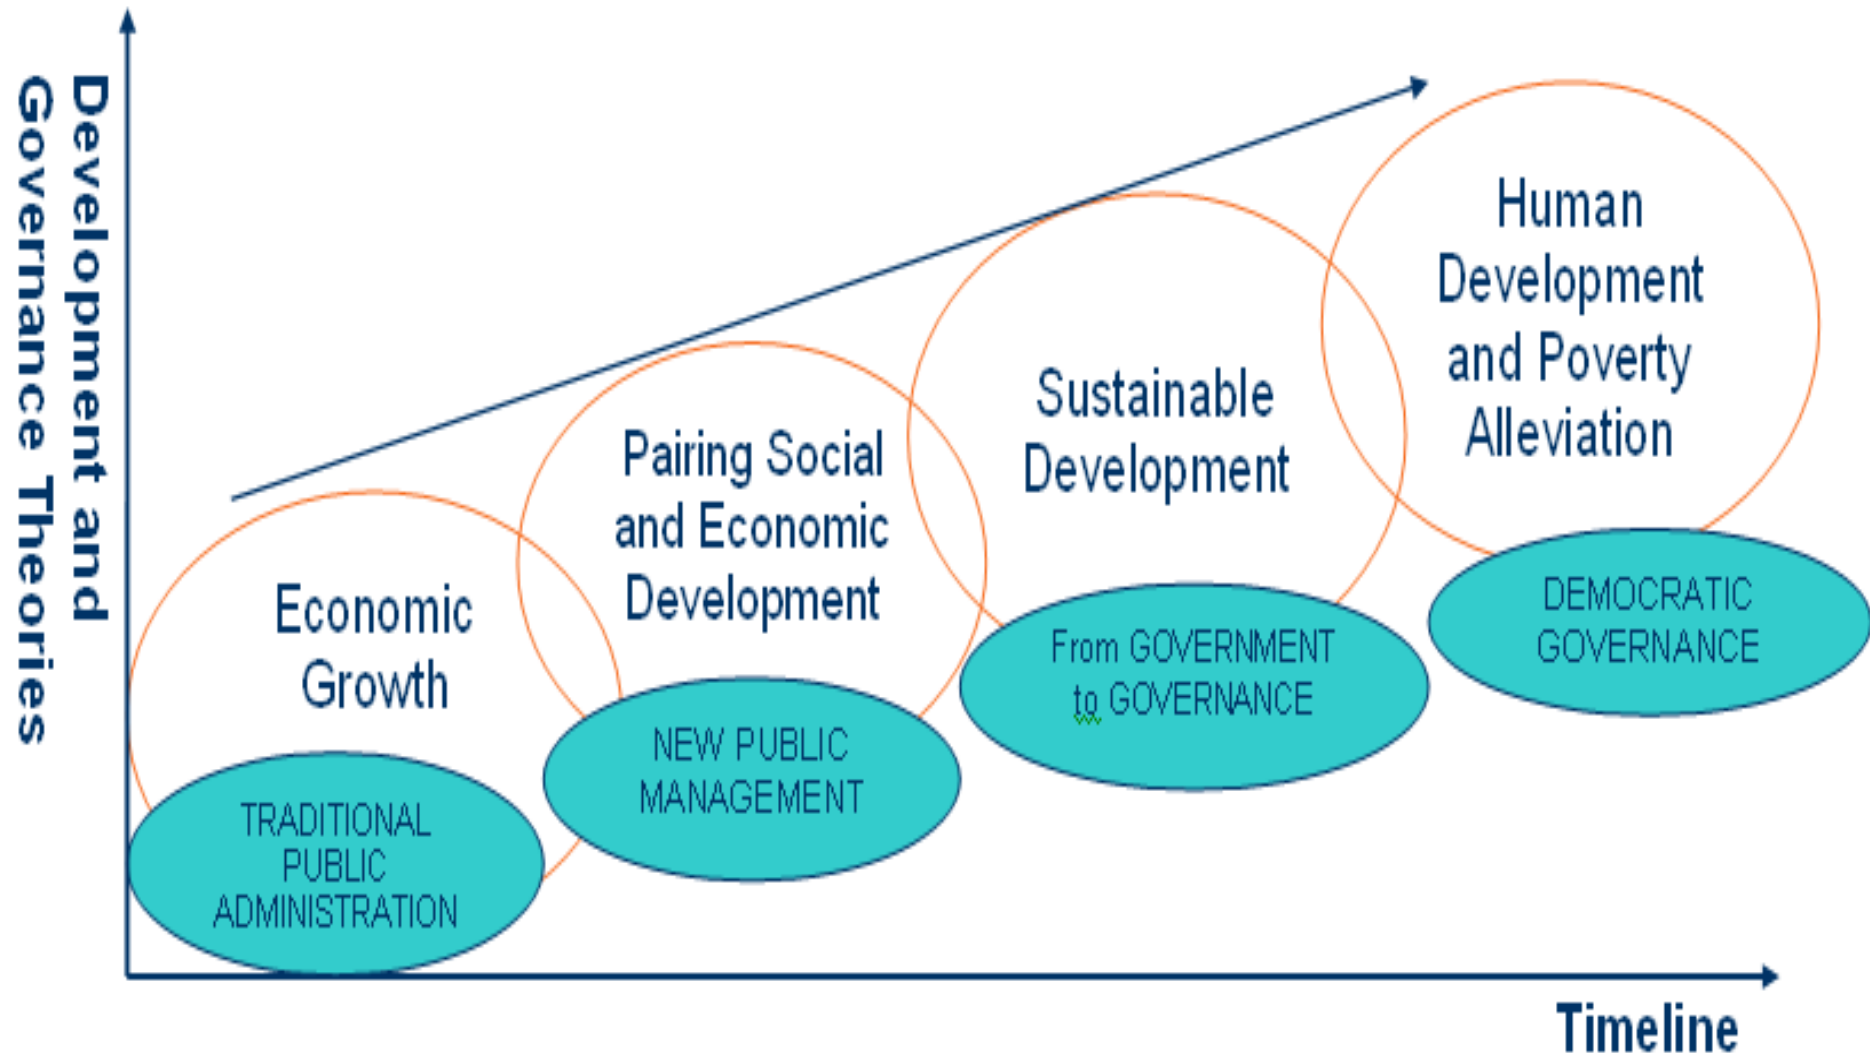 Development and
Governance Theories
Economic
Growth
TRADITIONAL
PUBLIC
ADMINISTRATION
Pairing Social
and Economic
Development
NEW PUBLIC
MANAGEMENT
Sustainable
Development
From GOVERNMENT
to GOVERNANCE
Human
Development
and Poverty
Alleviation
DEMOCRATIC
GOVERNANCE
Timeline